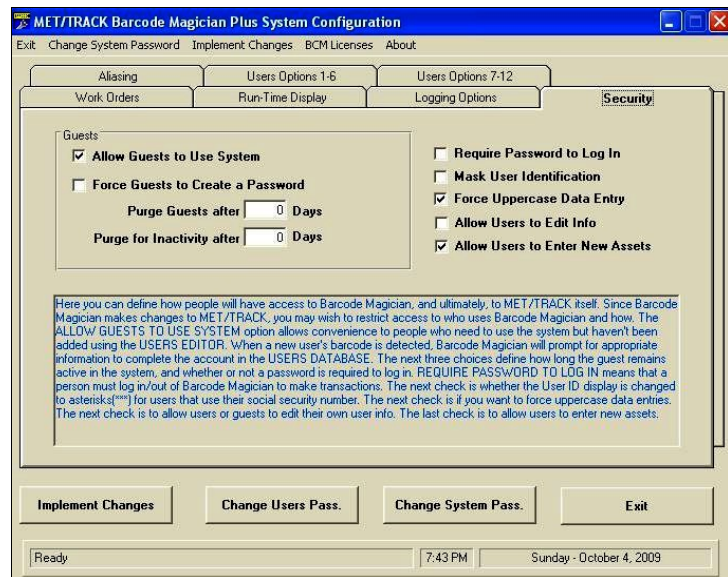 MET/TRACK Barcode Magician Plus System Configuration
Exit Change System Password Implement Changes BCM Licenses About
Aliasing Users Options 1-6 Users Options 7-12
Work Orders Run-Time Display Logging Options Security
Guests
Allow Guests to Use System
Force Guests to Create a Password
Purge Guests after 0 Days
Purge for Inactivity after 0 Days
Require Password to Log In
Mask User Identification
Force Uppercase Data Entry
Allow Users to Edit Info
Allow Users to Enter New Assets
Here you can define how people will have access to Barcode Magician, and ultimately, to MET/TRACK itself. Since Barcode
Magician makes changes to MET/TRACK, you may wish to restrict access to who uses Barcode Magician and how. The
ALLOW GUESTS TO USE SYSTEM option allows convenience to people who need to use the system but haven't been
added using the USERS EDITOR. When a new user's barcode is detected, Barcode Magician will prompt for appropriate
information to complete the account in the USERS DATABASE. The next three choices define how long the guest remains
active in the system, and whether or not a password is required to log in. REQUIRE PASSWORD TO LOG IN means that a
person must log in/out of Barcode Magician to make transactions. The next check is whether the User ID display is changed
to asterisks(***) for users that use their social security number. The next check is if you want to force uppercase data entries.
The next check is to allow users or guests to edit their own user info. The last check is to allow users to enter new assets.
Implement Changes Change Users Pass. Change System Pass. Exit
Ready 7:43 PM Sunday - October 4, 2009